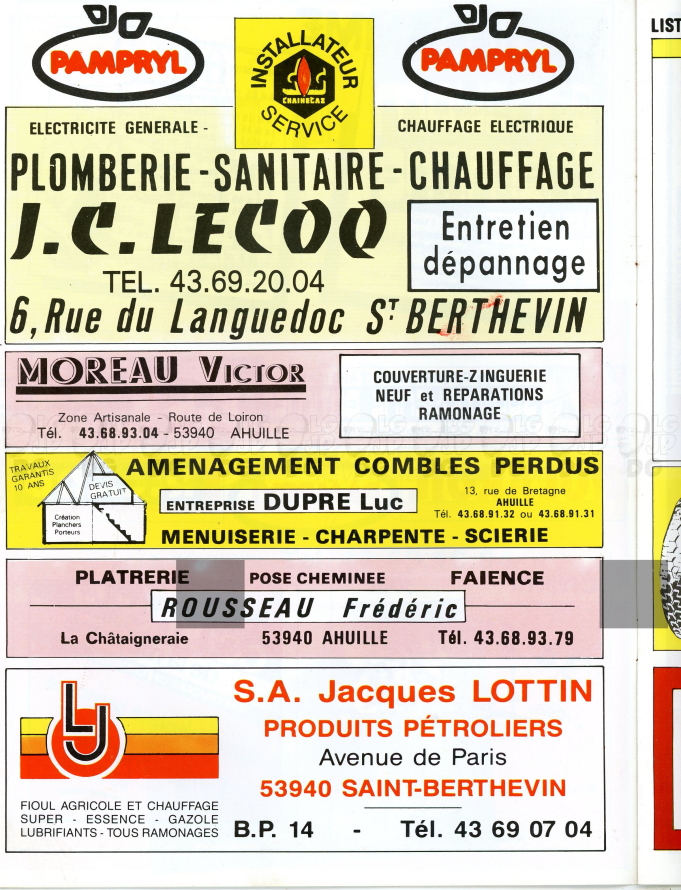 PAMPRYL
INSTALLATEUR
CHAINGAZ
SERVICE
PAMPRYL
ELECTRICITE GENERALE -
CHAUFFAGE ELECTRIQUE
PLOMBERIE-SANITAIRE-CHAUFFAGE
J.C.LECOQ
Entretien
dépannage
TEL. 43.69.20.04
6, Rue du Languedoc ST BERTHEVIN
MOREAU VICTOR
Zone Artisanale - Route de Loiron
Tél. 43.68.93.04 - 53940 AHUILLE
COUVERTURE-ZINGUERIE
NEUF et REPARATIONS
RAMONAGE
TRAVAUX
GARANTIS
10 ANS
DEVIS
GRATUIT
Création
Planchers
Porteurs
AMENAGEMENT COMBLES PERDUS
ENTREPRISE DUPRE Luc
13, rue de Bretagne
AHUILLE
Tél. 43.68.91.32 ou 43.68.91.31
MENUISERIE - CHARPENTE - SCIERIE
PLATRERIE POSE CHEMINEE FAIENCE
ROUSSEAU Frédéric
La Châtaigneraie 53940 AHUILLE Tél. 43.68.93.79
LJ
FIOUL AGRICOLE ET CHAUFFAGE
SUPER - ESSENCE - GAZOLE
LUBRIFIANTS - TOUS RAMONAGES
S.A. Jacques LOTTIN
PRODUITS PÉTROLIERS
Avenue de Paris
53940 SAINT-BERTHEVIN
B.P. 14 - Tél. 43 69 07 04
LIST